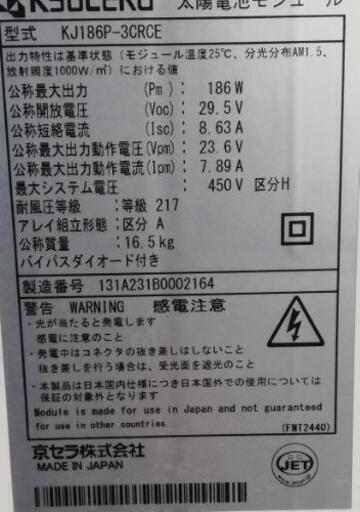 KYOCERA 太陽電池モジュール
型式 KJ186P-3CRCE
出力特性は基準状態（モジュール温度25℃、分光分布AM1.5、
放射照度1000W/㎡）における値
公称最大出力 (Pm) : 186 W
公称開放電圧 (Voc) : 29.5 V
公称短絡電流 (Isc) : 8.63 A
公称最大出力動作電圧(Vpm) : 23.6 V
公称最大出力動作電流(Ipm) : 7.89 A
最大システム電圧 : 450 V 区分H
耐風圧等級 : 等級 217
アレイ組立形態 : 区分 A
公称質量 : 16.5kg
バイパスダイオード付き
製造番号 131A231B0002164
警告 WARNING 感電注意
・光が当たると発電します
感電に注意のこと
・発電中はコネクタの抜き差しはしないこと
抜き差しを行う場合は、受光面を遮光のこと
・本製品は日本国内仕様につき日本国外での使用については
保証の対象外となります
Module is made for use in Japan and not guaranteed
for use in other countries
(FMT2440)
京セラ株式会社
MADE IN JAPAN
JET